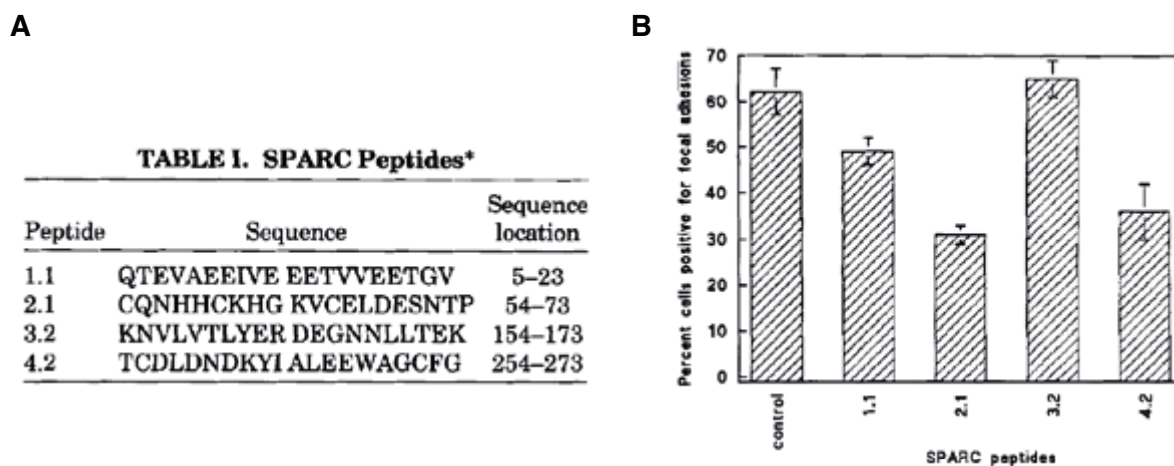 A
TABLE I. SPARC Peptides*
Peptide Sequence Sequence location
1.1 QTEVAEEIVE EETVVEETGV 5–23
2.1 CQNHHCKHG KVCELDESNTP 54–73
3.2 KNVLVTLYER DEGNNLLTEK 154–173
4.2 TCDLDNDKYI ALEEWAGCFG 254–273
B
Percent cells positive for focal adhesions
70
60
50
40
30
20
10
0
control 1.1 2.1 3.2 4.2
SPARC peptides